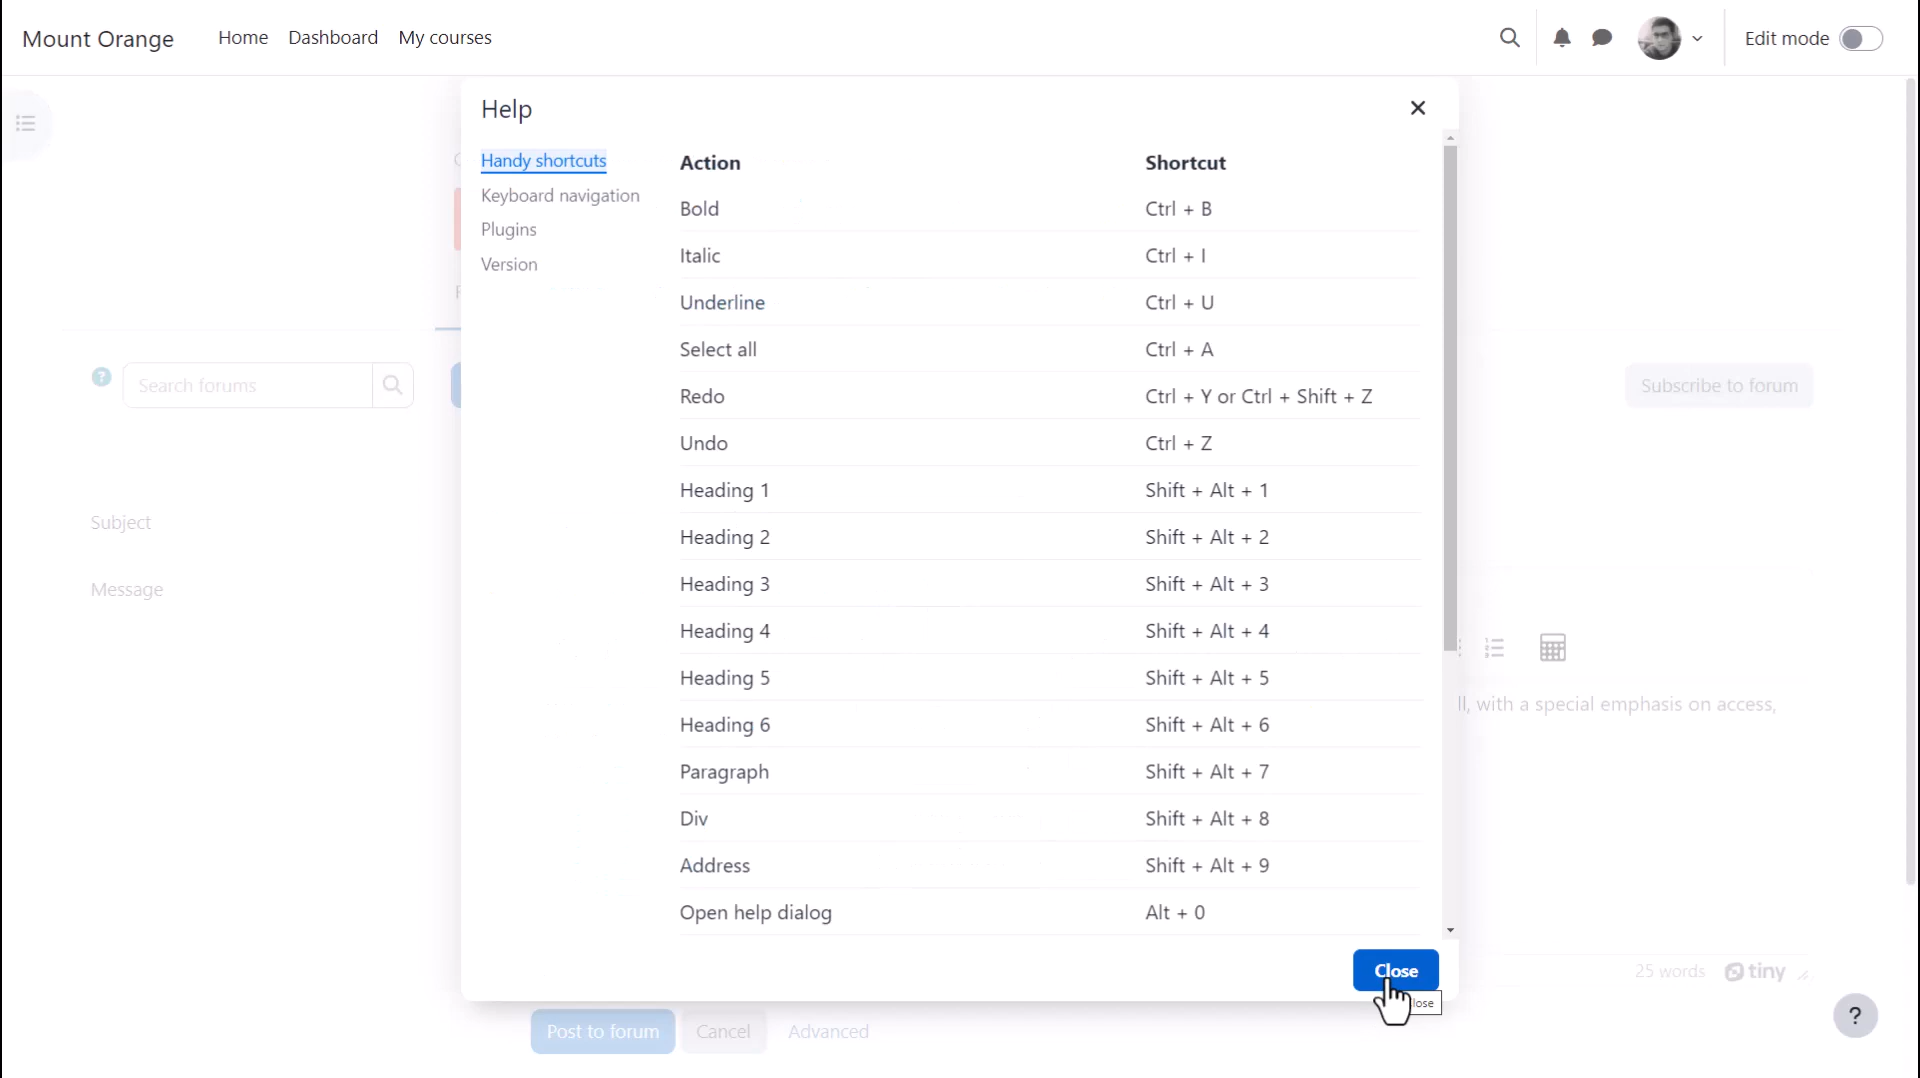 Mount Orange Home Dashboard My courses Edit mode
Help
Handy shortcuts
Keyboard navigation
Plugins
Version
Action Shortcut
Bold Ctrl + B
Italic Ctrl + I
Underline Ctrl + U
Select all Ctrl + A
Redo Ctrl + Y or Ctrl + Shift + Z
Undo Ctrl + Z
Heading 1 Shift + Alt + 1
Heading 2 Shift + Alt + 2
Heading 3 Shift + Alt + 3
Heading 4 Shift + Alt + 4
Heading 5 Shift + Alt + 5
Heading 6 Shift + Alt + 6
Paragraph Shift + Alt + 7
Div Shift + Alt + 8
Address Shift + Alt + 9
Open help dialog Alt + 0
Close
lose
?
Search forums
Subscribe to forum
Subject
Message
ll, with a special emphasis on access,
25 words tiny
Post to forum Cancel Advanced
?